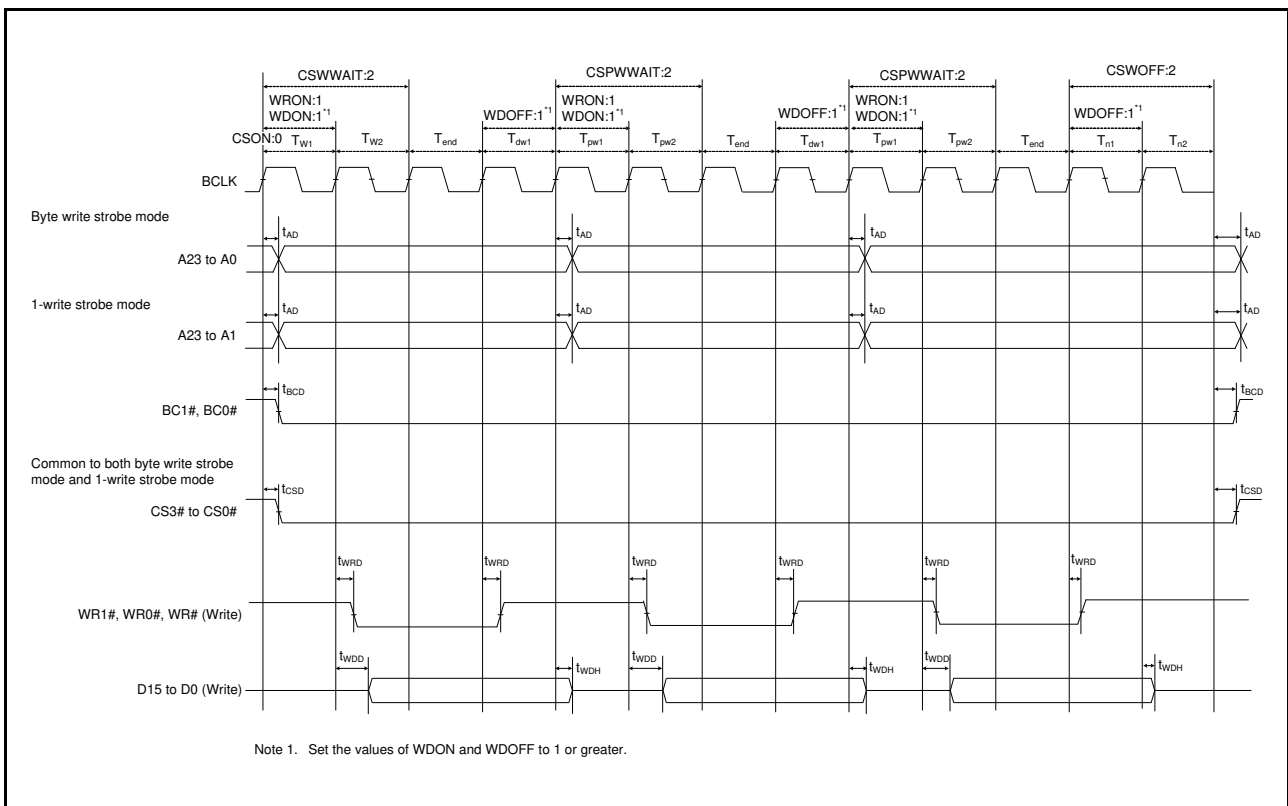 CSWWAIT:2 CSPWWAIT:2 CSPWWAIT:2 CSWOFF:2
WRON:1 WRON:1 WRON:1
WDON:1*1 WDOFF:1*1 WDON:1*1 WDOFF:1*1 WDON:1*1 WDOFF:1*1
CSON:0 TW1 TW2 Tend Tdw1 Tpw1 Tpw2 Tend Tdw1 Tpw1 Tpw2 Tend Tn1 Tn2
BCLK
Byte write strobe mode
tAD tAD tAD tAD
A23 to A0
1-write strobe mode
tAD tAD tAD tAD
A23 to A1
tBCD tBCD
BC1#, BC0#
Common to both byte write strobe
mode and 1-write strobe mode
tCSD tCSD
CS3# to CS0#
tWRD tWRD tWRD tWRD tWRD tWRD
WR1#, WR0#, WR# (Write)
tWDD tWDH tWDD tWDH tWDD tWDH
D15 to D0 (Write)
Note 1. Set the values of WDON and WDOFF to 1 or greater.